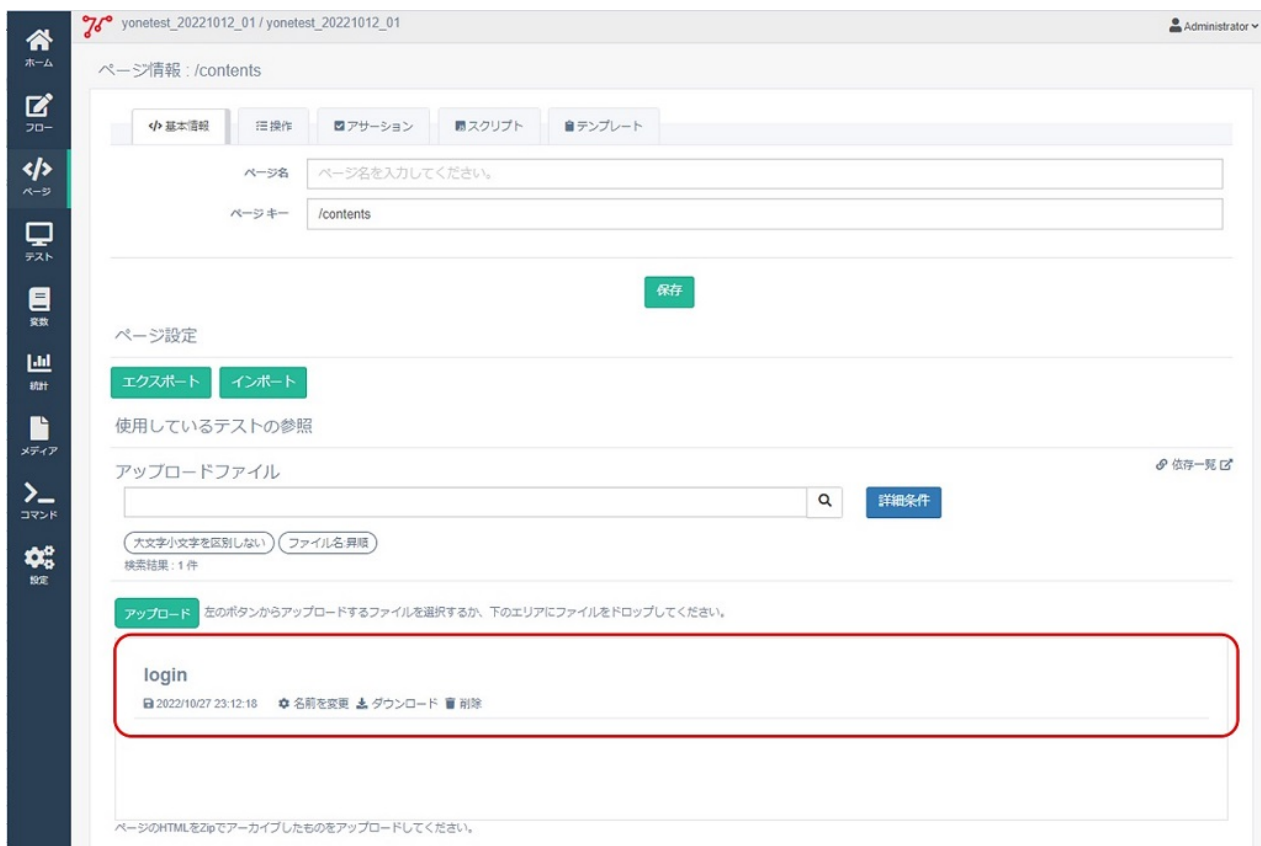 yonetest_20221012_01 / yonetest_20221012_01
Administrator
ホーム
フロー
ページ
テスト
変数
統計
メディア
コマンド
設定
ページ情報 : /contents
基本情報 操作 アサーション スクリプト テンプレート
ページ名 ページ名を入力してください。
ページ キー /contents
保存
ページ設定
エクスポート インポート
使用しているテストの参照
依存一覧
アップロードファイル
詳細条件
大文字小文字を区別しない ファイル名:昇順
検索結果 : 1 件
アップロード 左のボタンからアップロードするファイルを選択するか、下のエリアにファイルをドロップしてください。
login
2022/10/27 23:12:18 名前を変更 ダウンロード 削除
ページのHTMLをZipでアーカイブしたものをアップロードしてください。